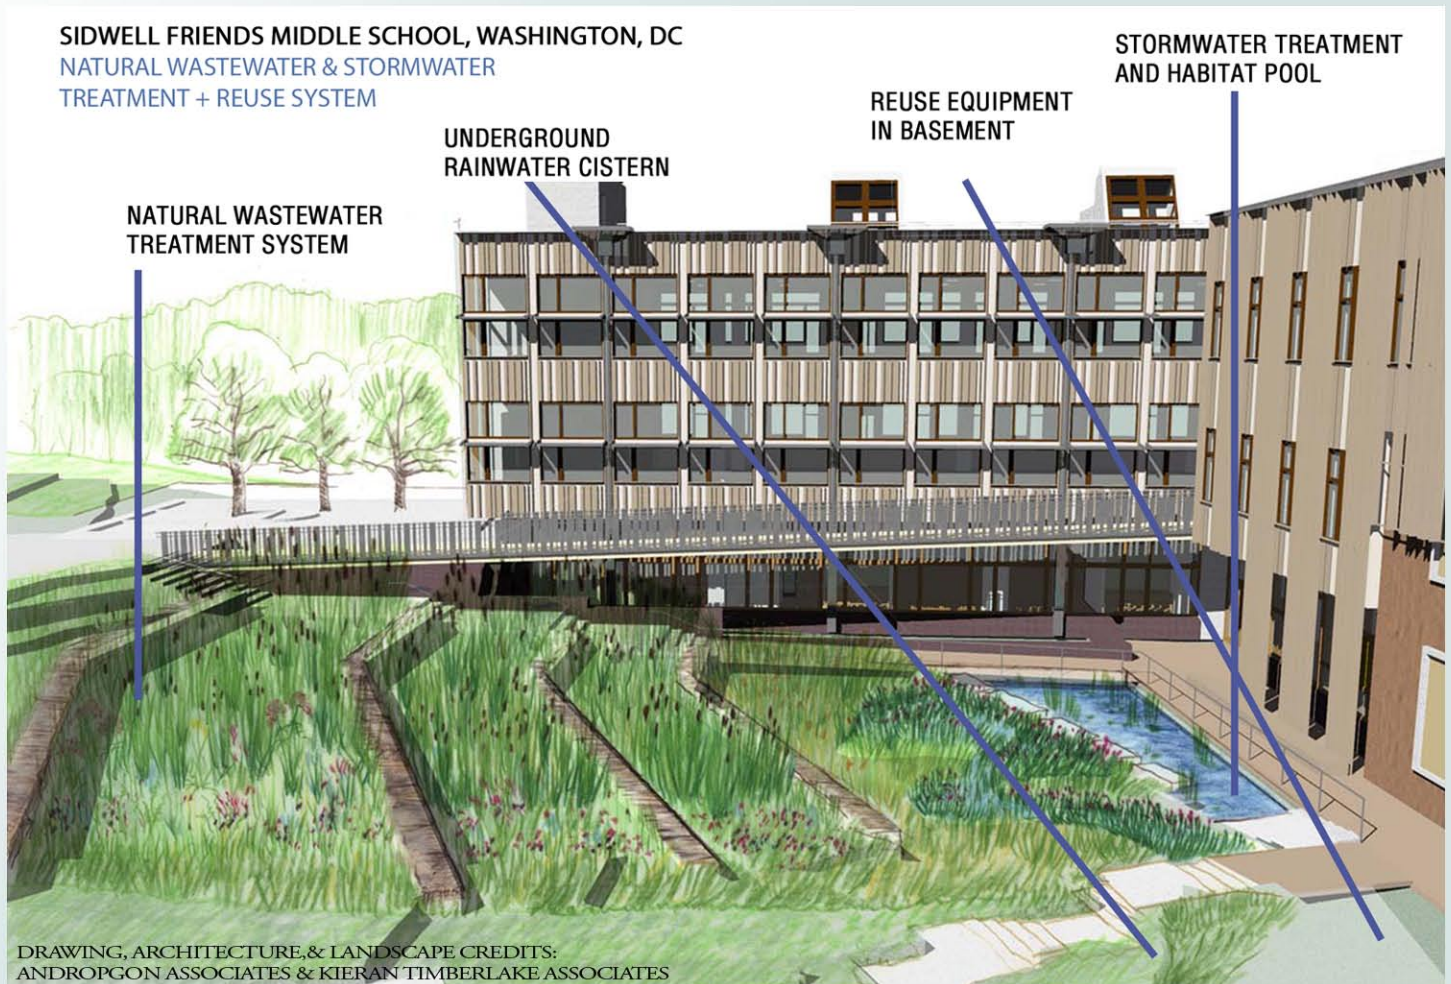 SIDWELL FRIENDS MIDDLE SCHOOL, WASHINGTON, DC
NATURAL WASTEWATER & STORMWATER
TREATMENT + REUSE SYSTEM
STORMWATER TREATMENT
AND HABITAT POOL
REUSE EQUIPMENT
IN BASEMENT
UNDERGROUND
RAINWATER CISTERN
NATURAL WASTEWATER
TREATMENT SYSTEM
DRAWING, ARCHITECTURE,& LANDSCAPE CREDITS:
ANDROPGON ASSOCIATES & KIERAN TIMBERLAKE ASSOCIATES